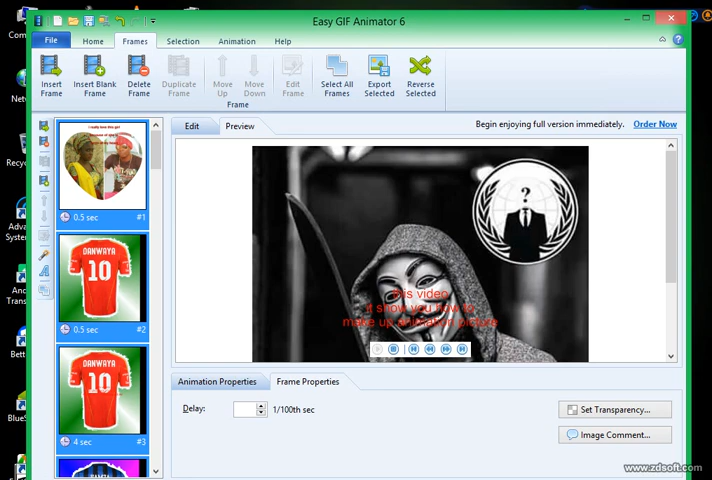 Easy GIF Animator 6
File
Home
Frames
Selection
Animation
Help
Insert Frame
Insert Blank Frame
Delete Frame
Duplicate Frame
Move Up
Move Down
Edit Frame
Select All Frames
Export Selected
Reverse Selected
Frame
Edit
Preview
Begin enjoying full version immediately.
Order Now
0.5 sec
#1
DANWAYA
10
0.5 sec
#2
DANWAYA
10
4 sec
#3
?
this video
it show you how to
make up animation picture
Animation Properties
Frame Properties
Delay:
1/100th sec
Set Transparency...
Image Comment...
www.zdsoft.com